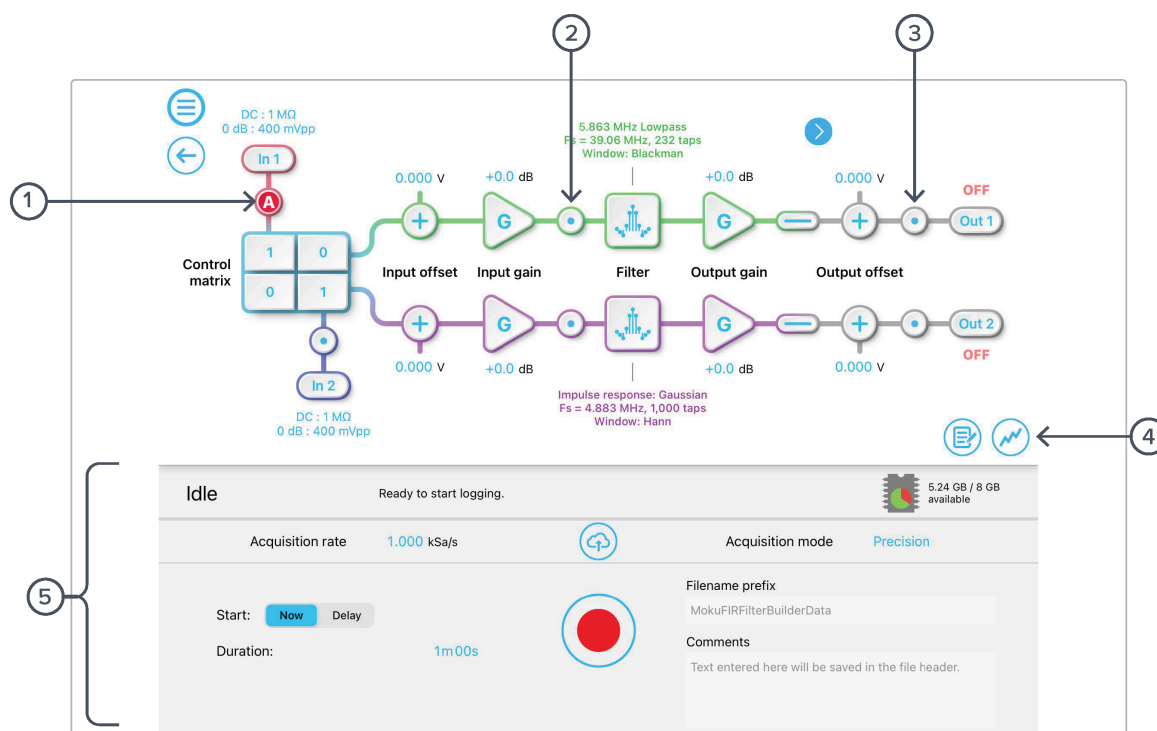 2
3
DC : 1 MΩ
0 dB : 400 mVpp
In 1
1
A
5.863 MHz Lowpass
Fs = 39.06 MHz, 232 taps
Window: Blackman
0.000 V
+0.0 dB
+0.0 dB
0.000 V
OFF
G
G
Out 1
Control
matrix
1 0
0 1
Input offset
Input gain
Filter
Output gain
Output offset
G
G
Out 2
0.000 V
+0.0 dB
+0.0 dB
0.000 V
OFF
In 2
DC : 1 MΩ
0 dB : 400 mVpp
Impulse response: Gaussian
Fs = 4.883 MHz, 1,000 taps
Window: Hann
4
5
Idle
Ready to start logging.
5.24 GB / 8 GB
available
Acquisition rate 1.000 kSa/s
Acquisition mode Precision
Start: Now Delay
Duration: 1m00s
Filename prefix
MokuFIRFilterBuilderData
Comments
Text entered here will be saved in the file header.